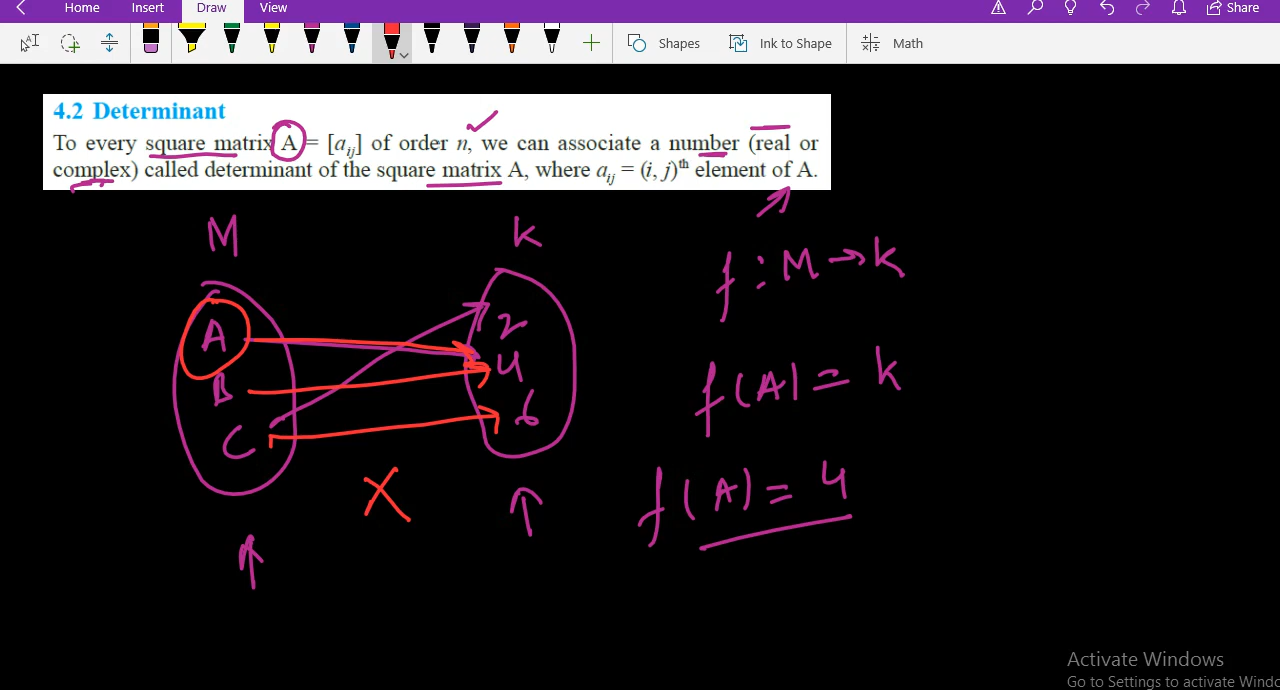 Home Insert Draw View Share
Shapes Ink to Shape Math
4.2 Determinant
To every square matrix A = [aij] of order n, we can associate a number (real or
complex) called determinant of the square matrix A, where aij = (i, j)th element of A.
M K
f : M → K
A 2
B 4
C 6
f(A) = k
X
f(A) = 4
Activate Windows
Go to Settings to activate Windo